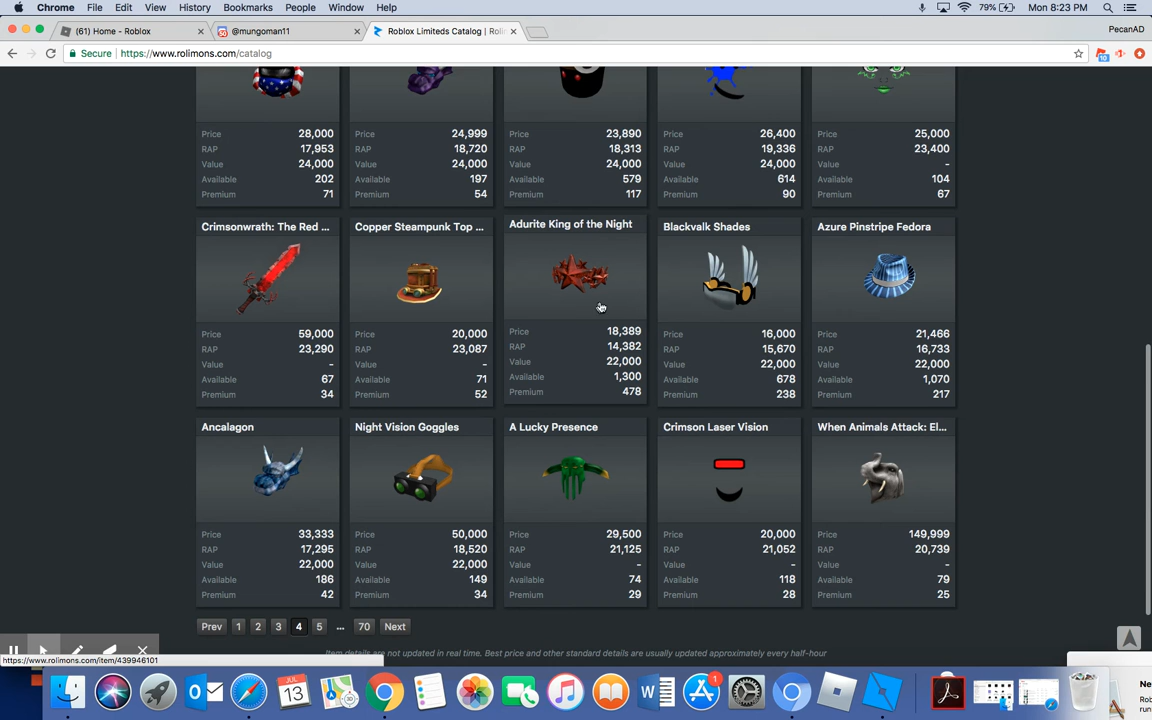 Chrome File Edit View History Bookmarks People Window Help 79% Mon 8:23 PM
(61) Home - Roblox @mungoman11 Roblox Limiteds Catalog | Roli PecanAD
Secure https://www.rolimons.com/catalog
10
Price 28,000 Price 24,999 Price 23,890 Price 26,400 Price 25,000
RAP 17,953 RAP 18,720 RAP 18,313 RAP 19,336 RAP 23,400
Value 24,000 Value 24,000 Value 24,000 Value 24,000 Value -
Available 202 Available 197 Available 579 Available 614 Available 104
Premium 71 Premium 54 Premium 117 Premium 90 Premium 67
Crimsonwrath: The Red ... Copper Steampunk Top ... Adurite King of the Night Blackvalk Shades Azure Pinstripe Fedora
Price 59,000 Price 20,000 Price 18,389 Price 16,000 Price 21,466
RAP 23,290 RAP 23,087 RAP 14,382 RAP 15,670 RAP 16,733
Value - Value - Value 22,000 Value 22,000 Value 22,000
Available 67 Available 71 Available 1,300 Available 678 Available 1,070
Premium 34 Premium 52 Premium 478 Premium 238 Premium 217
Ancalagon Night Vision Goggles A Lucky Presence Crimson Laser Vision When Animals Attack: El...
Price 33,333 Price 50,000 Price 29,500 Price 20,000 Price 149,999
RAP 17,295 RAP 18,520 RAP 21,125 RAP 21,052 RAP 20,739
Value 22,000 Value 22,000 Value - Value - Value -
Available 186 Available 149 Available 74 Available 118 Available 79
Premium 42 Premium 34 Premium 29 Premium 28 Premium 25
Prev 1 2 3 4 5 ... 70 Next
Item details are not updated in real time. Best price and other standard details are usually updated approximately every half-hour
https://www.rolimons.com/item/439946101
JUL
13
1
Ne
Rob
run